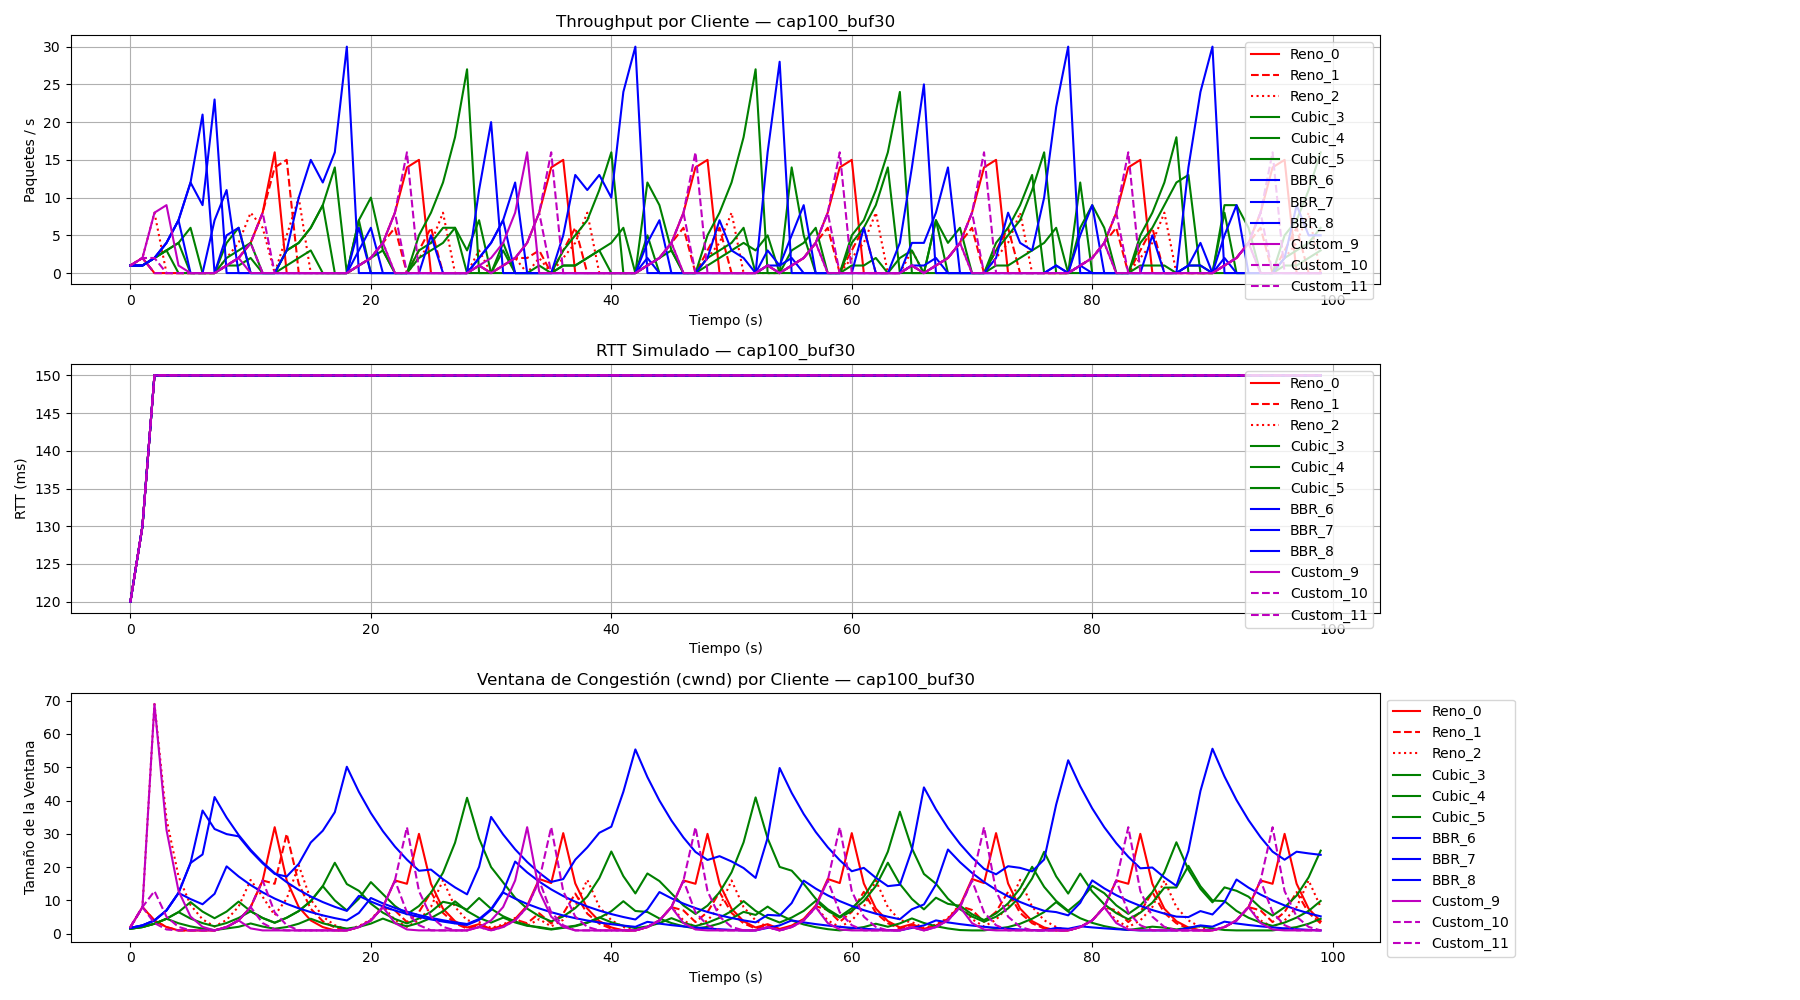 Throughput por Cliente — cap100_buf30
Paquetes / s
30
25
20
15
10
5
0
0
20
40
60
80
100
Tiempo (s)
Reno_0
Reno_1
Reno_2
Cubic_3
Cubic_4
Cubic_5
BBR_6
BBR_7
BBR_8
Custom_9
Custom_10
Custom_11
RTT Simulado — cap100_buf30
RTT (ms)
150
145
140
135
130
125
120
0
20
40
60
80
100
Tiempo (s)
Reno_0
Reno_1
Reno_2
Cubic_3
Cubic_4
Cubic_5
BBR_6
BBR_7
BBR_8
Custom_9
Custom_10
Custom_11
Ventana de Congestión (cwnd) por Cliente — cap100_buf30
Tamaño de la Ventana
70
60
50
40
30
20
10
0
0
20
40
60
80
100
Tiempo (s)
Reno_0
Reno_1
Reno_2
Cubic_3
Cubic_4
Cubic_5
BBR_6
BBR_7
BBR_8
Custom_9
Custom_10
Custom_11